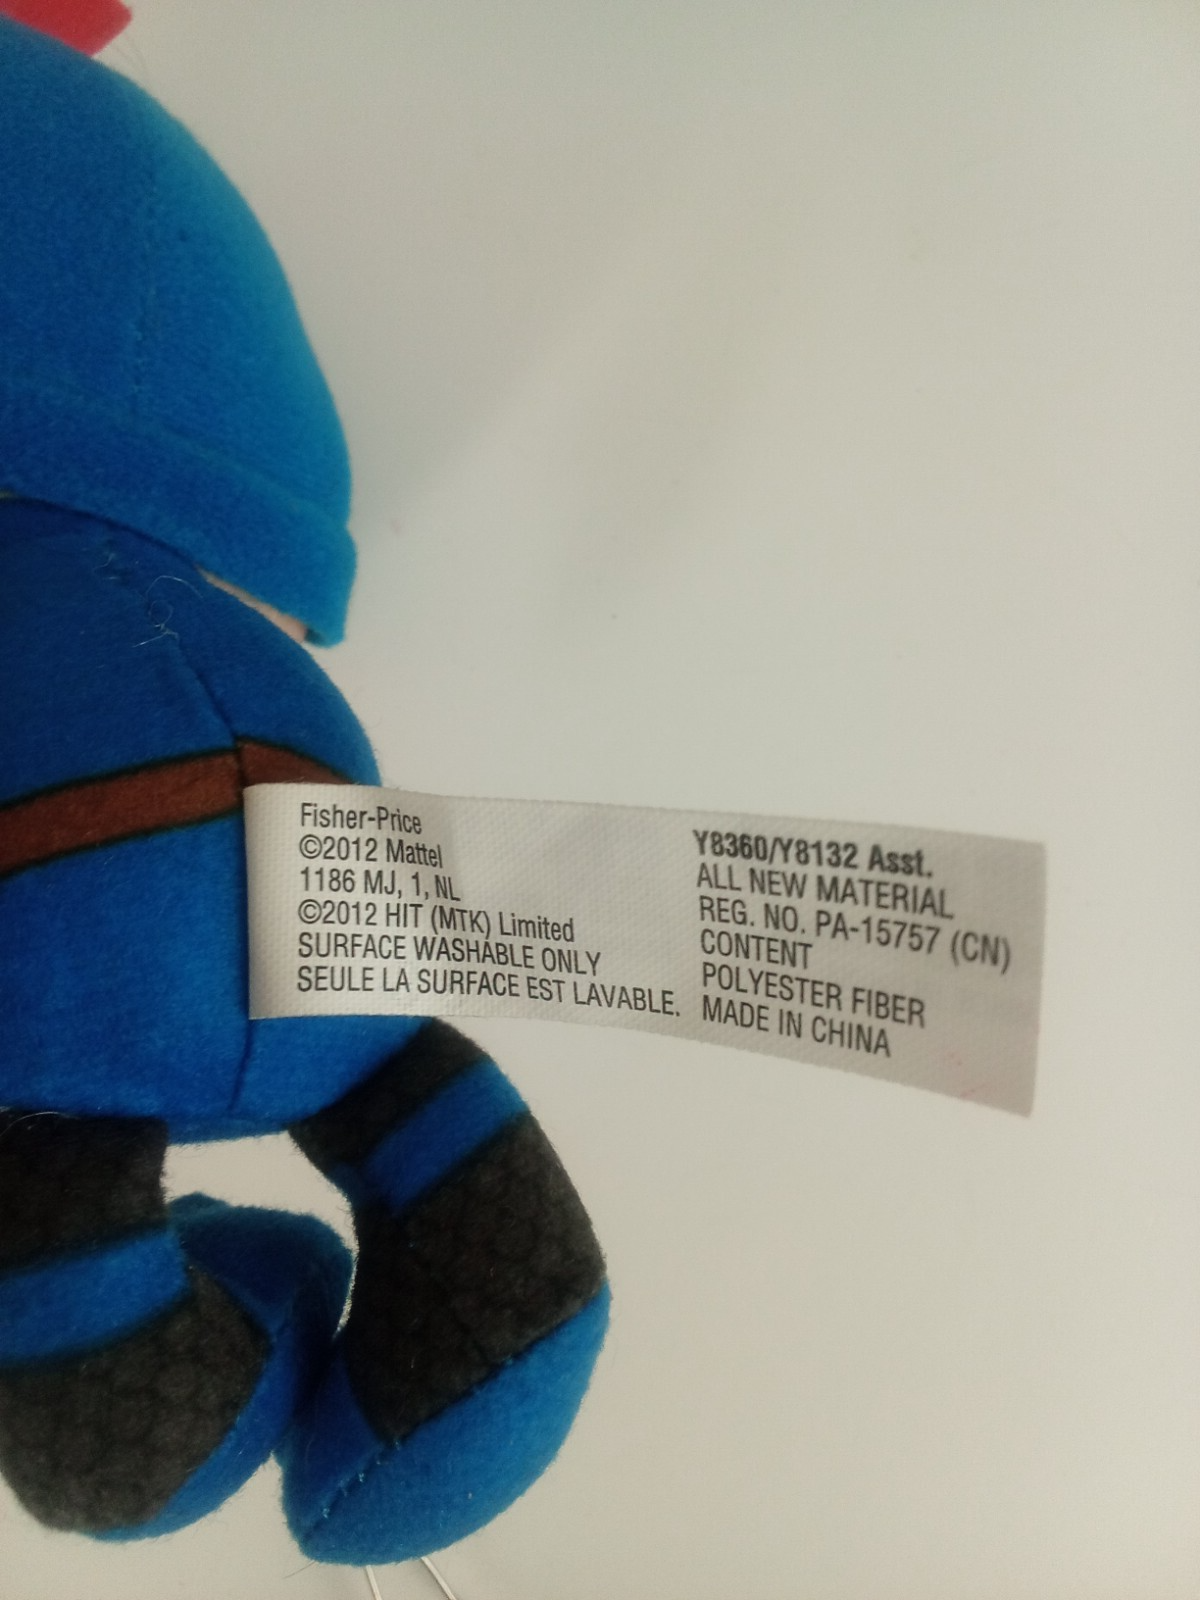 Fisher-Price
©2012 Mattel
1186 MJ, 1, NL
©2012 HIT (MTK) Limited
SURFACE WASHABLE ONLY
SEULE LA SURFACE EST LAVABLE.
Y8360/Y8132 Asst.
ALL NEW MATERIAL
REG. NO. PA-15757 (CN)
CONTENT
POLYESTER FIBER
MADE IN CHINA